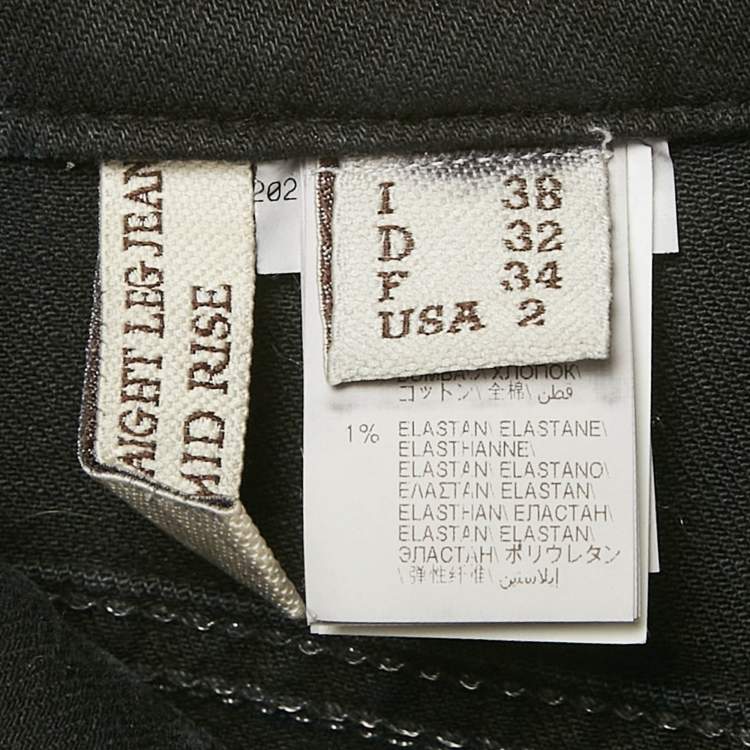 AIGHT LEG JEAN
MID RISE
202
I 38
D 32
F 34
USA 2
ХЛОПОК\
コットン\ 全棉\ قطن
1% ELASTAN\ ELASTANE\
ELASTHANNE\
ELASTAN\ ELASTANO\
ΕΛΑΣΤΑΝ\ ELASTAN\
ELASTHAN\ ЕЛАСТАН\
ELASTAN\ ELASTAN\
ЭЛАСТАН\ ポリウレタン
\ 弹性纤维\ إيلاستين